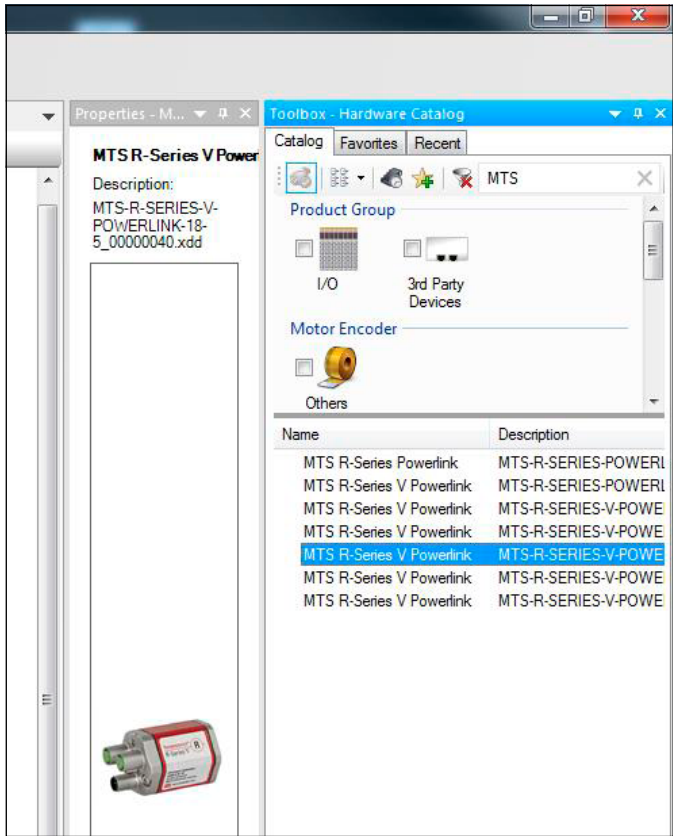 Properties - M...
MTS R-Series V Power
Description:
MTS-R-SERIES-V-
POWERLINK-18-
5_00000040.xdd
Toolbox - Hardware Catalog
Catalog Favorites Recent
MTS
Product Group
I/O
3rd Party
Devices
Motor Encoder
Others
Name Description
MTS R-Series Powerlink MTS-R-SERIES-POWERL
MTS R-Series V Powerlink MTS-R-SERIES-POWERL
MTS R-Series V Powerlink MTS-R-SERIES-V-POWE
MTS R-Series V Powerlink MTS-R-SERIES-V-POWE
MTS R-Series V Powerlink MTS-R-SERIES-V-POWE
MTS R-Series V Powerlink MTS-R-SERIES-V-POWE
MTS R-Series V Powerlink MTS-R-SERIES-V-POWE
R-Series V
R